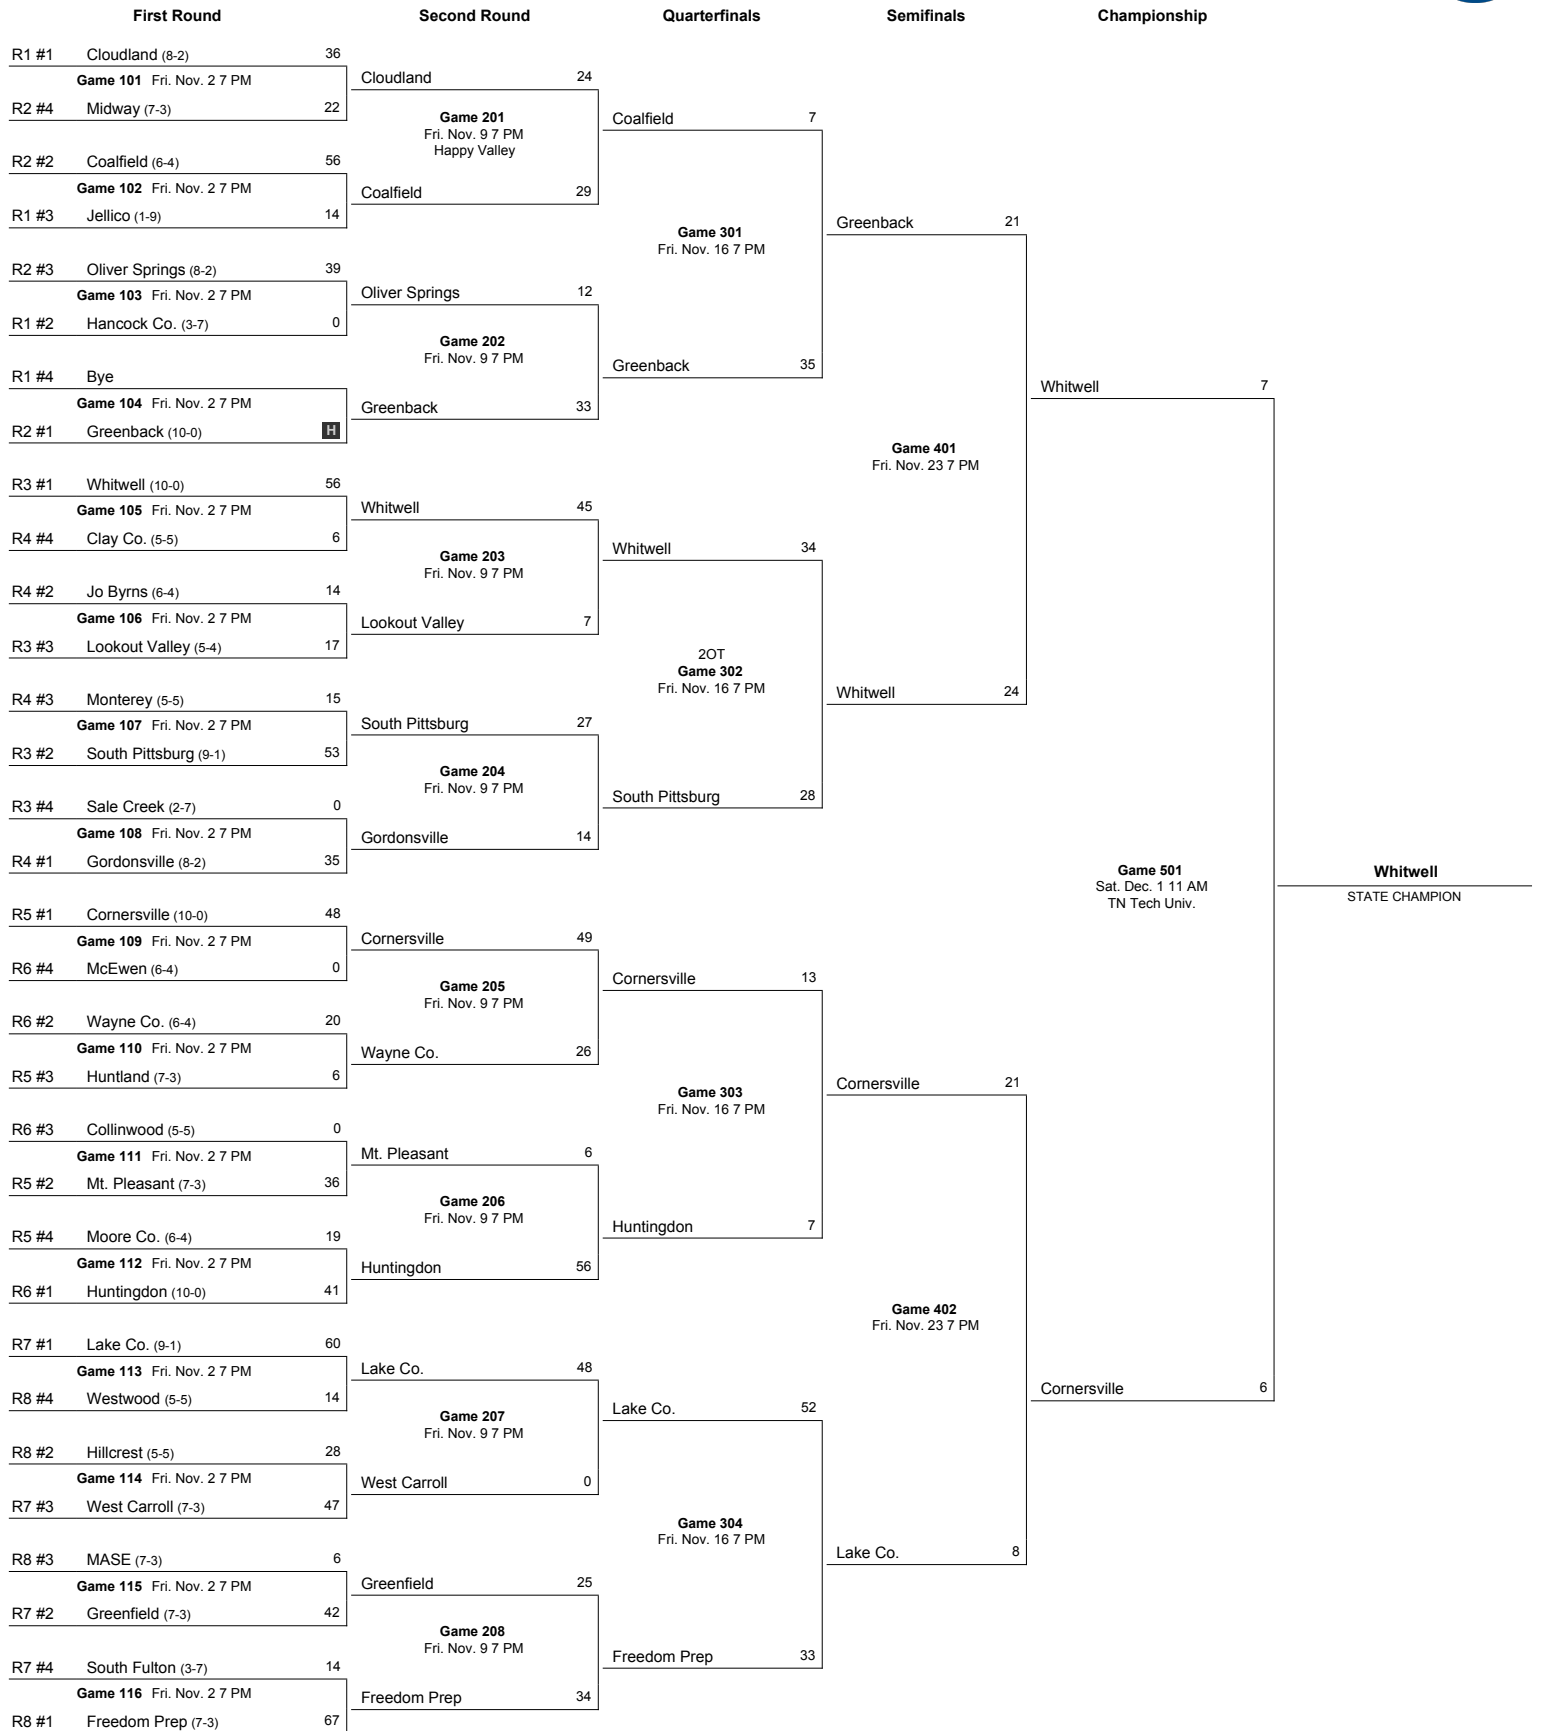 First Round Second Round Quarterfinals Semifinals Championship
R1 #1 Cloudland (8-2) 36
Game 101 Fri. Nov. 2 7 PM
R2 #4 Midway (7-3) 22
R2 #2 Coalfield (6-4) 56
Game 102 Fri. Nov. 2 7 PM
R1 #3 Jellico (1-9) 14
R2 #3 Oliver Springs (8-2) 39
Game 103 Fri. Nov. 2 7 PM
R1 #2 Hancock Co. (3-7) 0
R1 #4 Bye
Game 104 Fri. Nov. 2 7 PM
R2 #1 Greenback (10-0) H
R3 #1 Whitwell (10-0) 56
Game 105 Fri. Nov. 2 7 PM
R4 #4 Clay Co. (5-5) 6
R4 #2 Jo Byrns (6-4) 14
Game 106 Fri. Nov. 2 7 PM
R3 #3 Lookout Valley (5-4) 17
R4 #3 Monterey (5-5) 15
Game 107 Fri. Nov. 2 7 PM
R3 #2 South Pittsburg (9-1) 53
R3 #4 Sale Creek (2-7) 0
Game 108 Fri. Nov. 2 7 PM
R4 #1 Gordonsville (8-2) 35
R5 #1 Cornersville (10-0) 48
Game 109 Fri. Nov. 2 7 PM
R6 #4 McEwen (6-4) 0
R6 #2 Wayne Co. (6-4) 20
Game 110 Fri. Nov. 2 7 PM
R5 #3 Huntland (7-3) 6
R6 #3 Collinwood (5-5) 0
Game 111 Fri. Nov. 2 7 PM
R5 #2 Mt. Pleasant (7-3) 36
R5 #4 Moore Co. (6-4) 19
Game 112 Fri. Nov. 2 7 PM
R6 #1 Huntingdon (10-0) 41
R7 #1 Lake Co. (9-1) 60
Game 113 Fri. Nov. 2 7 PM
R8 #4 Westwood (5-5) 14
R8 #2 Hillcrest (5-5) 28
Game 114 Fri. Nov. 2 7 PM
R7 #3 West Carroll (7-3) 47
R8 #3 MASE (7-3) 6
Game 115 Fri. Nov. 2 7 PM
R7 #2 Greenfield (7-3) 42
R7 #4 South Fulton (3-7) 14
Game 116 Fri. Nov. 2 7 PM
R8 #1 Freedom Prep (7-3) 67
Cloudland 24
Game 201
Fri. Nov. 9 7 PM
Happy Valley
Coalfield 29
Oliver Springs 12
Game 202
Fri. Nov. 9 7 PM
Greenback 33
Whitwell 45
Game 203
Fri. Nov. 9 7 PM
Lookout Valley 7
South Pittsburg 27
Game 204
Fri. Nov. 9 7 PM
Gordonsville 14
Cornersville 49
Game 205
Fri. Nov. 9 7 PM
Wayne Co. 26
Mt. Pleasant 6
Game 206
Fri. Nov. 9 7 PM
Huntingdon 56
Lake Co. 48
Game 207
Fri. Nov. 9 7 PM
West Carroll 0
Greenfield 25
Game 208
Fri. Nov. 9 7 PM
Freedom Prep 34
Coalfield 7
Game 301
Fri. Nov. 16 7 PM
Greenback 35
Whitwell 34
2OT
Game 302
Fri. Nov. 16 7 PM
South Pittsburg 28
Cornersville 13
Game 303
Fri. Nov. 16 7 PM
Huntingdon 7
Lake Co. 52
Game 304
Fri. Nov. 16 7 PM
Freedom Prep 33
Greenback 21
Game 401
Fri. Nov. 23 7 PM
Whitwell 24
Cornersville 21
Game 402
Fri. Nov. 23 7 PM
Lake Co. 8
Whitwell 7
Game 501
Sat. Dec. 1 11 AM
TN Tech Univ.
Cornersville 6
Whitwell
STATE CHAMPION